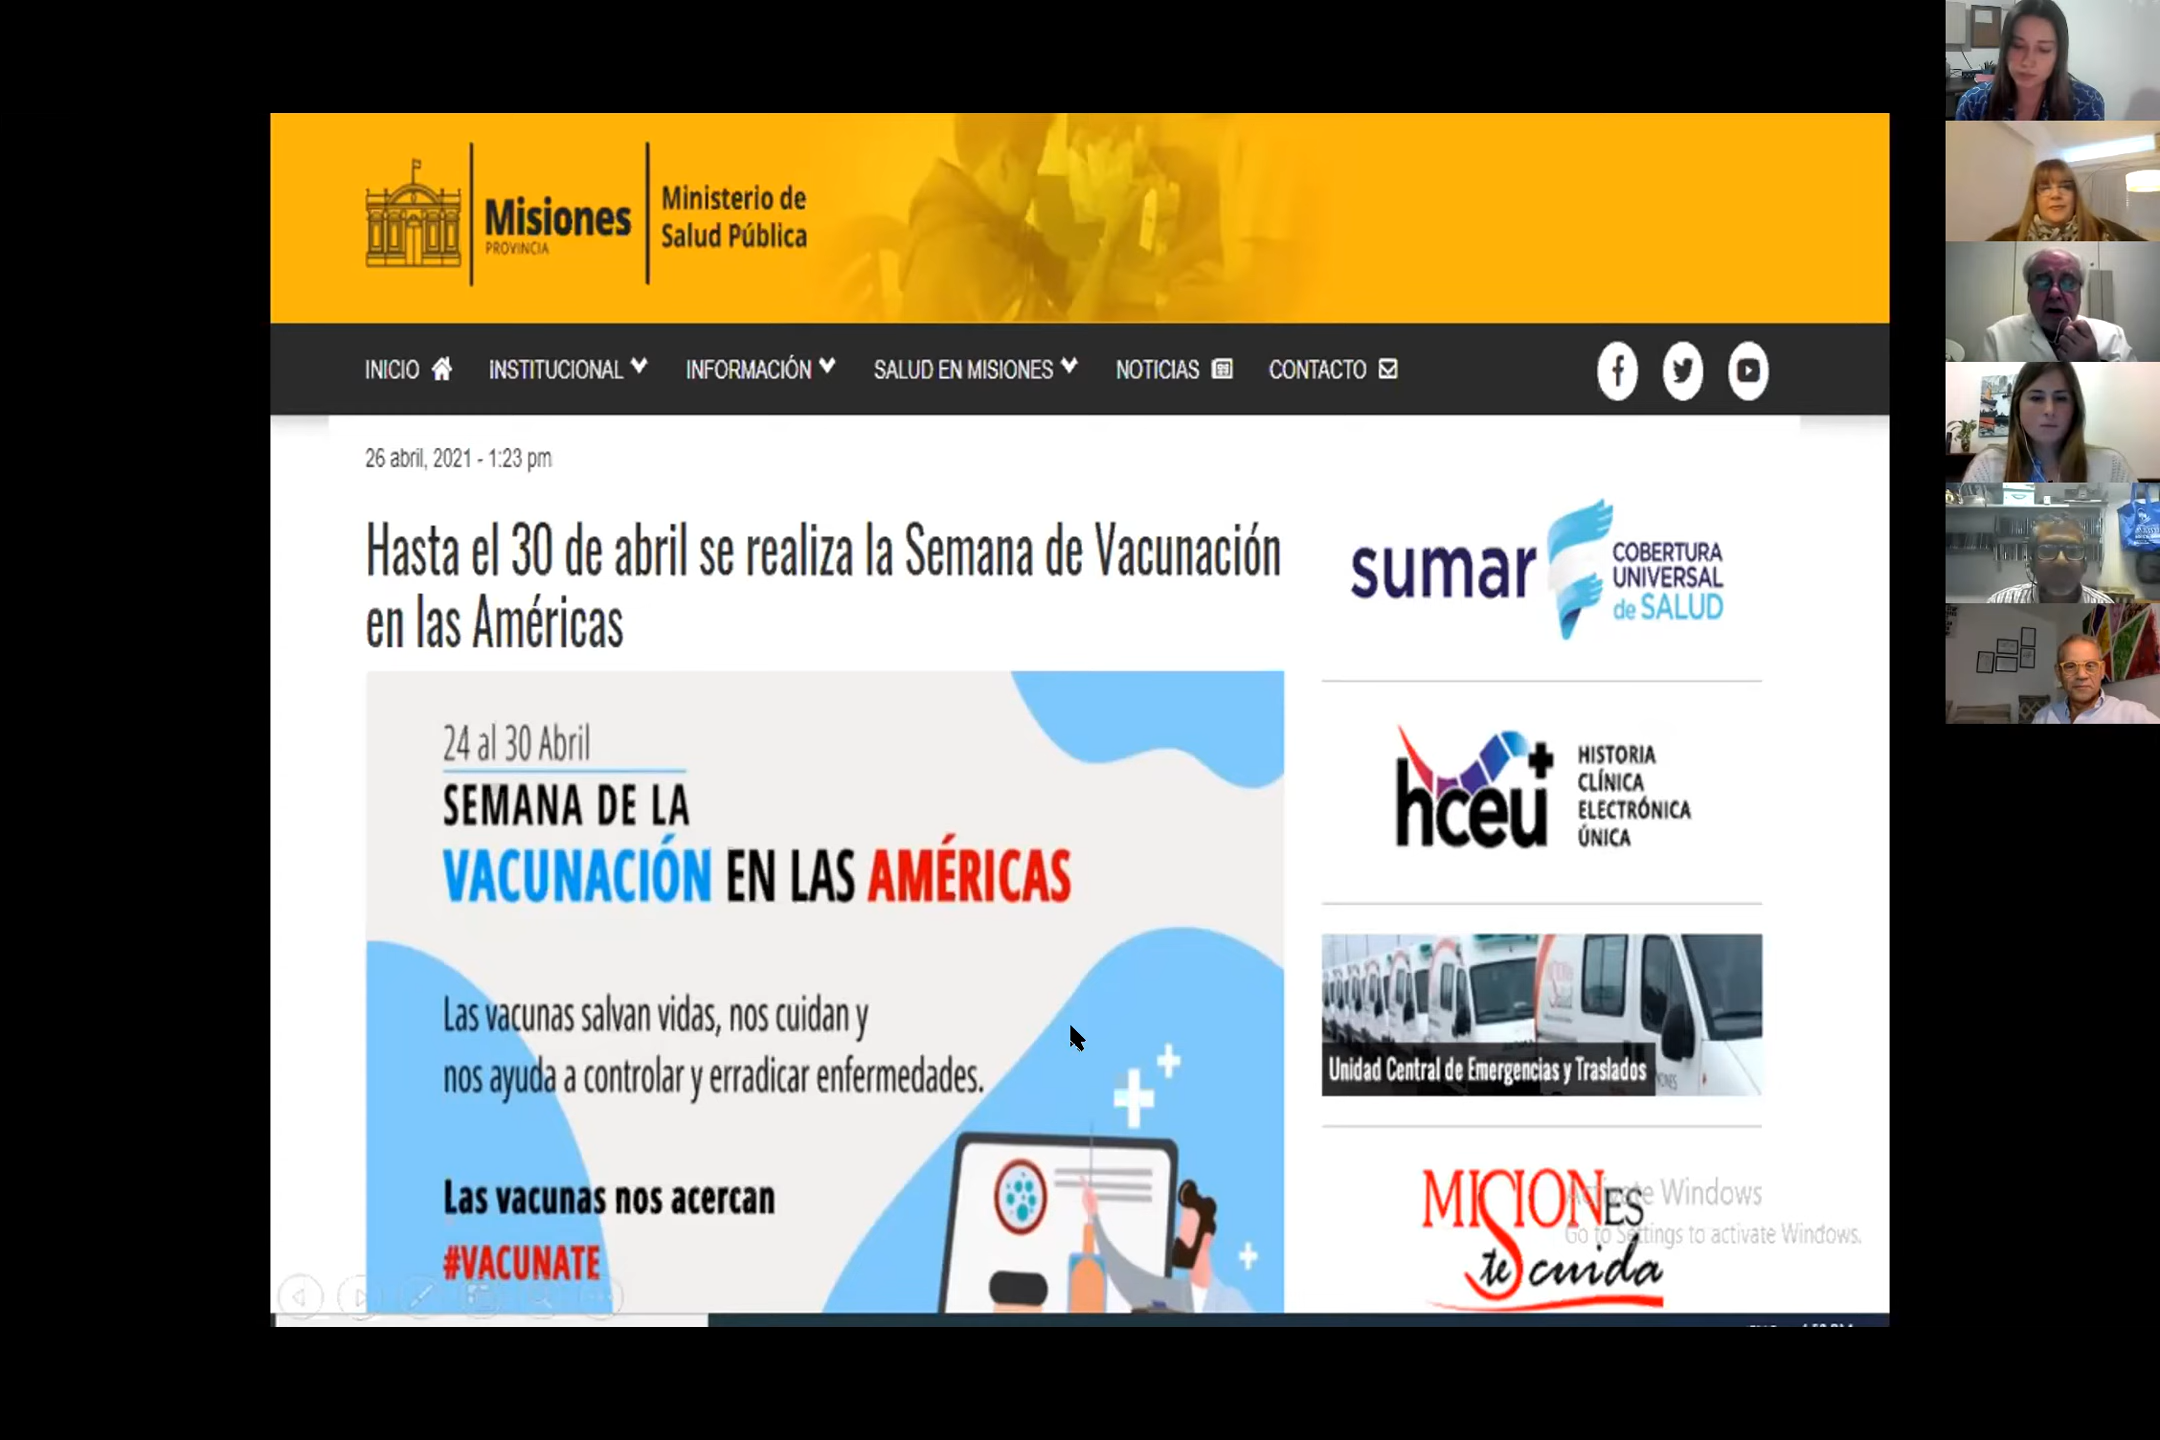 Misiones
PROVINCIA
Ministerio de
Salud Pública
INICIO
INSTITUCIONAL
INFORMACIÓN
SALUD EN MISIONES
NOTICIAS
CONTACTO
26 abril, 2021 - 1:23 pm
Hasta el 30 de abril se realiza la Semana de Vacunación
en las Américas
24 al 30 Abril
SEMANA DE LA
VACUNACIÓN EN LAS AMÉRICAS
Las vacunas salvan vidas, nos cuidan y
nos ayuda a controlar y erradicar enfermedades.
Las vacunas nos acercan
#VACUNATE
sumar
COBERTURA
UNIVERSAL
de SALUD
hceu
HISTORIA
CLÍNICA
ELECTRÓNICA
ÚNICA
Unidad Central de Emergencias y Traslados
MISIONES
te cuida
Activate Windows
Go to Settings to activate Windows.